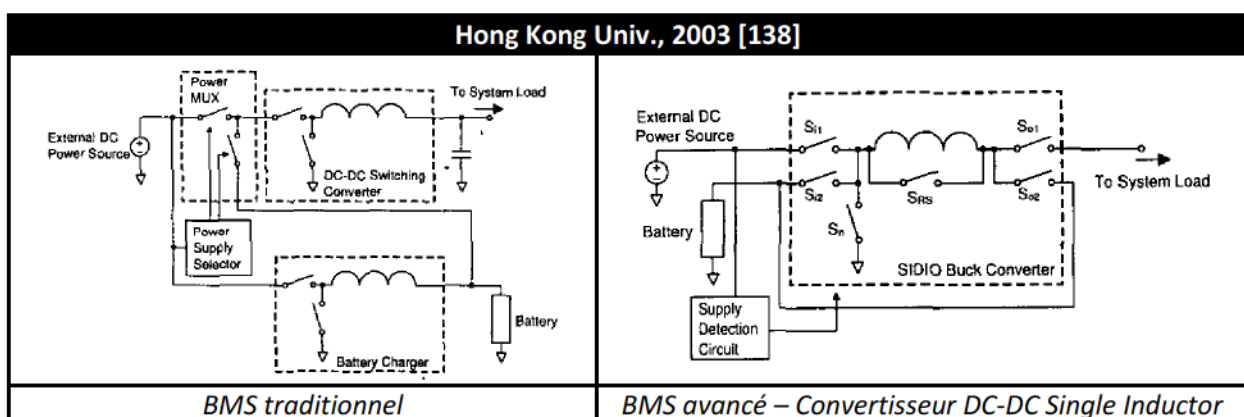 Hong Kong Univ., 2003 [138]
Power
MUX
To System Load
External DC
Power Source
DC-DC Switching
Converter
Power
Supply
Selector
Battery
Battery Charger
External DC
Power Source
Si1
So1
To System Load
Si2
SRS
So2
Battery
Sn
SIDIO Buck Converter
Supply
Detection
Circuit
BMS traditionnel
BMS avancé – Convertisseur DC-DC Single Inductor